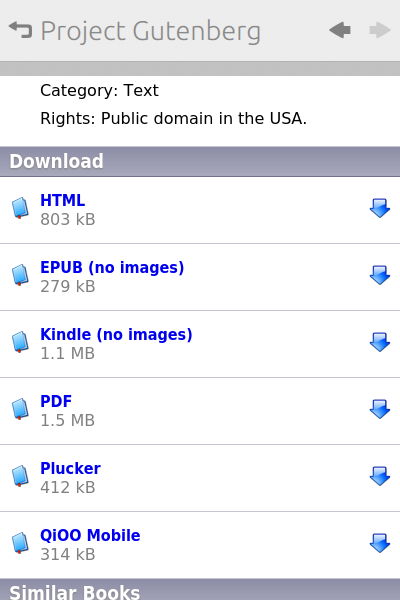 Project Gutenberg
Category: Text
Rights: Public domain in the USA.
Download
HTML
803 kB
EPUB (no images)
279 kB
Kindle (no images)
1.1 MB
PDF
1.5 MB
Plucker
412 kB
QiOO Mobile
314 kB
Similar Books